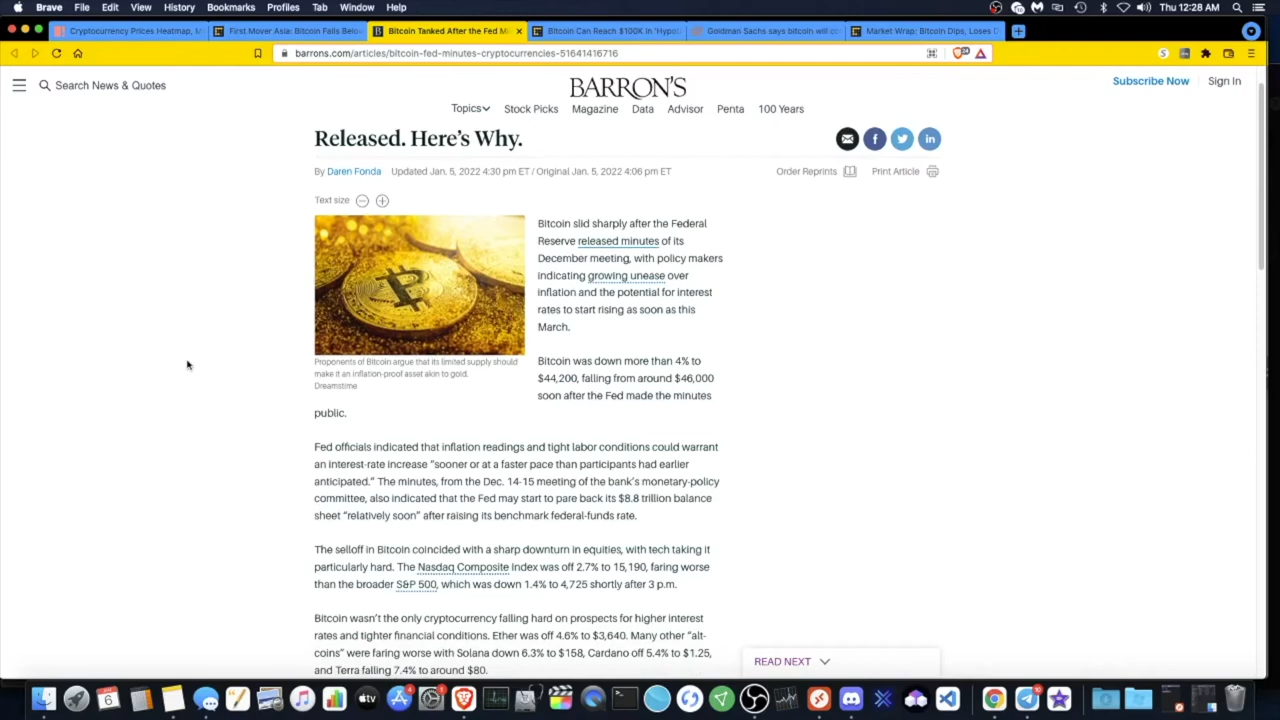 Brave File Edit View History Bookmarks Profiles Tab Window Help Thu 12:28 AM
Cryptocurrency Prices Heatmap, M First Mover Asia: Bitcoin Falls Belo Bitcoin Tanked After the Fed Mi Bitcoin Can Reach $100K in 'Hypot Goldman Sachs says bitcoin will co Market Wrap: Bitcoin Dips, Loses D
barrons.com/articles/bitcoin-fed-minutes-cryptocurrencies-51641416716
Search News & Quotes BARRON'S Subscribe Now Sign In
Topics Stock Picks Magazine Data Advisor Penta 100 Years
Released. Here's Why.
By Daren Fonda Updated Jan. 5, 2022 4:30 pm ET / Original Jan. 5, 2022 4:06 pm ET Order Reprints Print Article
Text size
Bitcoin slid sharply after the Federal
Reserve released minutes of its
December meeting, with policy makers
indicating growing unease over
inflation and the potential for interest
rates to start rising as soon as this
March.
Proponents of Bitcoin argue that its limited supply should
make it an inflation-proof asset akin to gold.
Dreamstime
Bitcoin was down more than 4% to
$44,200, falling from around $46,000
soon after the Fed made the minutes
public.
Fed officials indicated that inflation readings and tight labor conditions could warrant
an interest-rate increase "sooner or at a faster pace than participants had earlier
anticipated." The minutes, from the Dec. 14-15 meeting of the bank's monetary-policy
committee, also indicated that the Fed may start to pare back its $8.8 trillion balance
sheet "relatively soon" after raising its benchmark federal-funds rate.
The selloff in Bitcoin coincided with a sharp downturn in equities, with tech taking it
particularly hard. The Nasdaq Composite index was off 2.7% to 15,190, faring worse
than the broader S&P 500, which was down 1.4% to 4,725 shortly after 3 p.m.
Bitcoin wasn't the only cryptocurrency falling hard on prospects for higher interest
rates and tighter financial conditions. Ether was off 4.6% to $3,640. Many other "alt-
coins" were faring worse with Solana down 6.3% to $158, Cardano off 5.4% to $1.25,
and Terra falling 7.4% to around $80.
READ NEXT